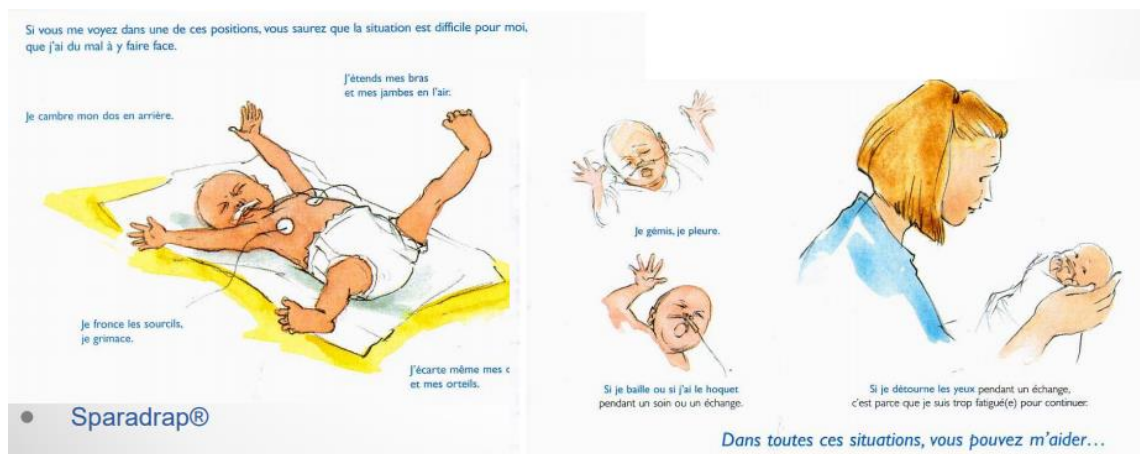 Si vous me voyez dans une de ces positions, vous saurez que la situation est difficile pour moi,
que j'ai du mal à y faire face.
J'étends mes bras
et mes jambes en l'air.
Je cambre mon dos en arrière.
Je fronce les sourcils,
je grimace.
J'écarte même mes
et mes orteils.
Sparadrap®
Je gémis, je pleure.
Si je baille ou si j'ai le hoquet
pendant un soin ou un échange.
Si je détourne les yeux pendant un échange,
c'est parce que je suis trop fatigué(e) pour continuer.
Dans toutes ces situations, vous pouvez m'aider...